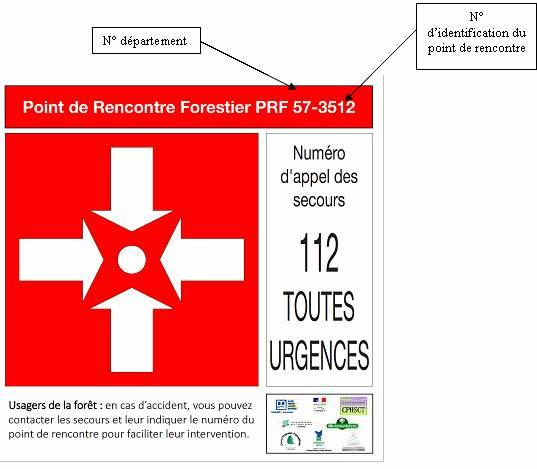 N° département
N°
d'identification du
point de rencontre
Point de Rencontre Forestier PRF 57-3512
Numéro
d'appel des
secours
112
TOUTES
URGENCES
Usagers de la forêt : en cas d'accident, vous pouvez
contacter les secours et leur indiquer le numéro du
point de rencontre pour faciliter leur intervention.
CPHSCT